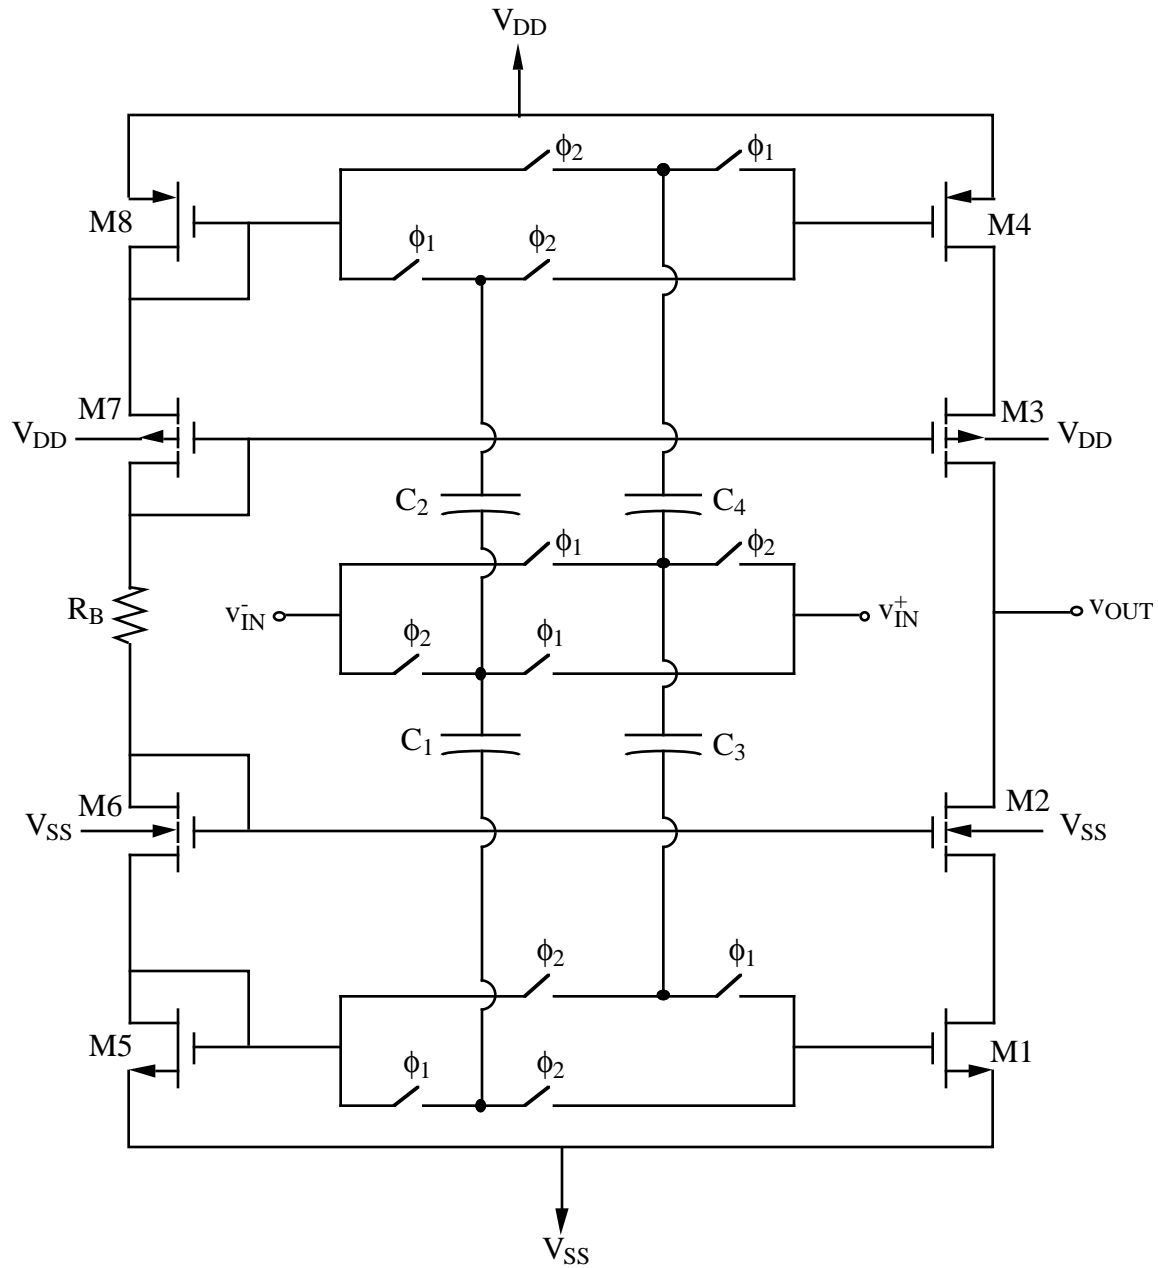 V_DD
ϕ₂ ϕ₁
M8 M4
ϕ₁ ϕ₂
M7 M3
V_DD V_DD
C₂ C₄
ϕ₁ ϕ₂
R_B v_IN^- v_IN^+ v_OUT
ϕ₂ ϕ₁
C₁ C₃
M6 M2
V_SS V_SS
ϕ₂ ϕ₁
M5 M1
ϕ₁ ϕ₂
V_SS